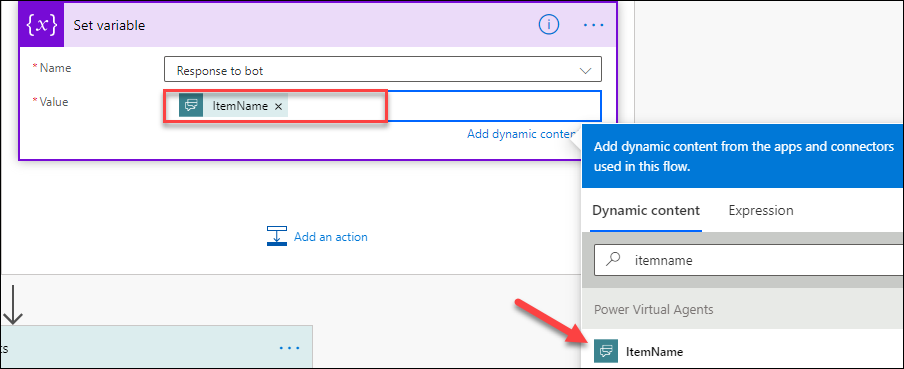 {x} Set variable
* Name
Response to bot
* Value
ItemName ×
Add dynamic conten
Add dynamic content from the apps and connectors
used in this flow.
Dynamic content Expression
itemname
Power Virtual Agents
ItemName
Add an action
ts